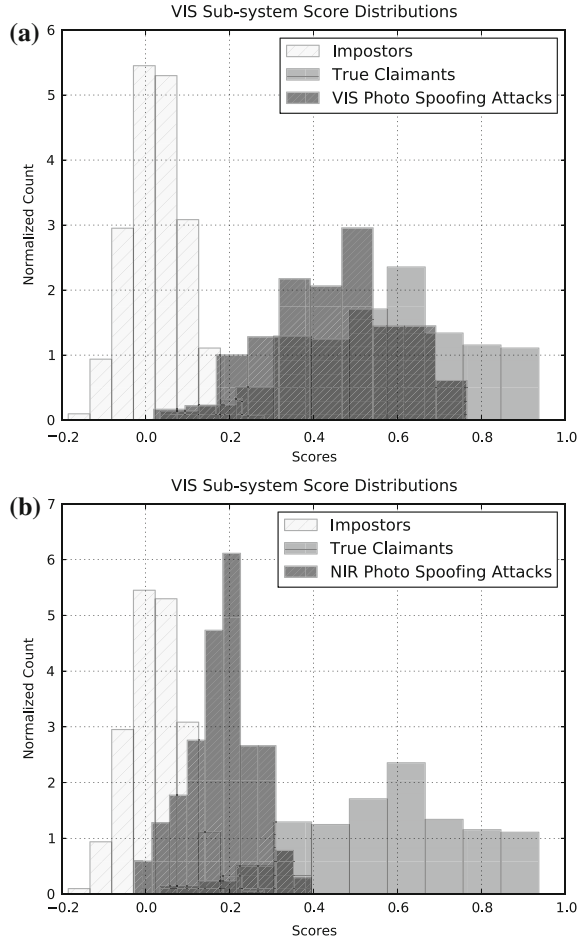 VIS Sub-system Score Distributions
(a)
Impostors
True Claimants
VIS Photo Spoofing Attacks
Normalized Count
6
5
4
3
2
1
0
−0.2 0.0 0.2 0.4 0.6 0.8 1.0
Scores
VIS Sub-system Score Distributions
(b)
Impostors
True Claimants
NIR Photo Spoofing Attacks
Normalized Count
7
6
5
4
3
2
1
0
−0.2 0.0 0.2 0.4 0.6 0.8 1.0
Scores